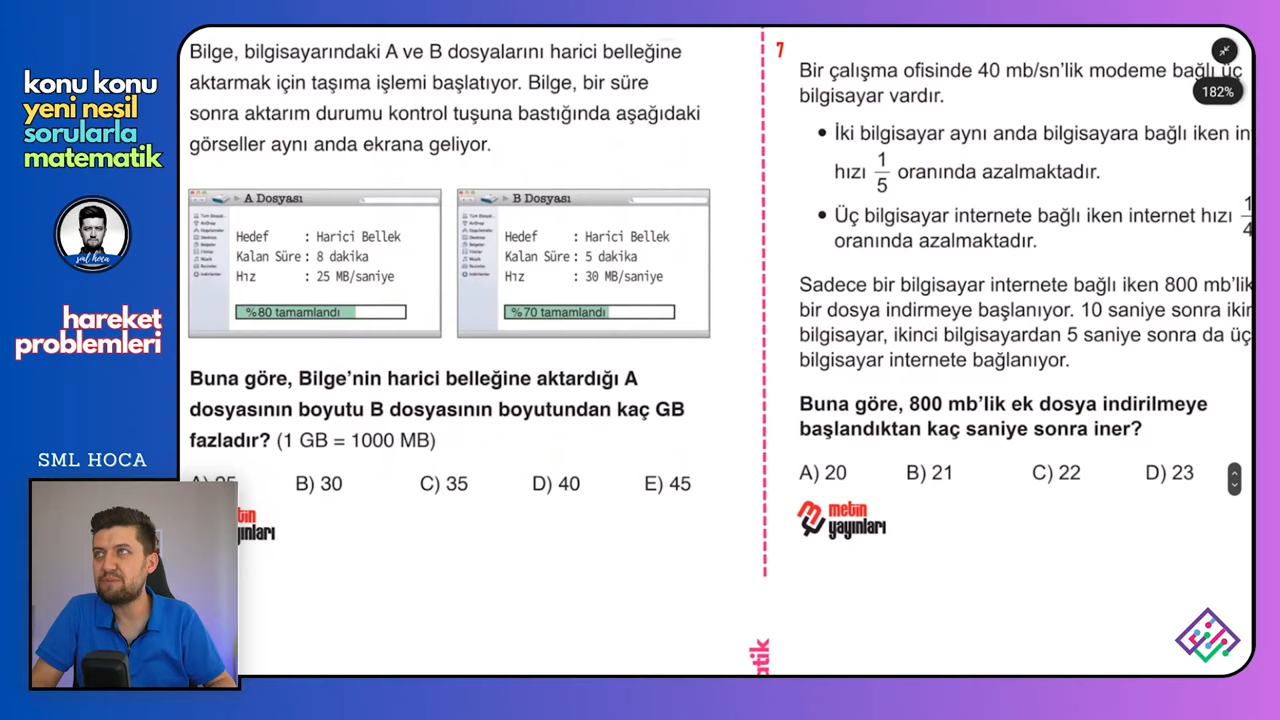 konu konu
yeni nesil
sorularla
matematik
sml hoca
hareket
problemleri
SML HOCA
Bilge, bilgisayarındaki A ve B dosyalarını harici belleğine
aktarmak için taşıma işlemi başlatıyor. Bilge, bir süre
sonra aktarım durumu kontrol tuşuna bastığında aşağıdaki
görseller aynı anda ekrana geliyor.
A Dosyası
Hedef : Harici Bellek
Kalan Süre : 8 dakika
Hız : 25 MB/saniye
%80 tamamlandı
B Dosyası
Hedef : Harici Bellek
Kalan Süre : 5 dakika
Hız : 30 MB/saniye
%70 tamamlandı
Buna göre, Bilge’nin harici belleğine aktardığı A
dosyasının boyutu B dosyasının boyutundan kaç GB
fazladır? (1 GB = 1000 MB)
B) 30 C) 35 D) 40 E) 45
yayınları
7
182%
Bir çalışma ofisinde 40 mb/sn’lik modeme bağlı üç
bilgisayar vardır.
• İki bilgisayar aynı anda bilgisayara bağlı iken in
hızı 1/5 oranında azalmaktadır.
• Üç bilgisayar internete bağlı iken internet hızı 1/4
oranında azalmaktadır.
Sadece bir bilgisayar internete bağlı iken 800 mb’lik
bir dosya indirmeye başlanıyor. 10 saniye sonra ikin
bilgisayar, ikinci bilgisayardan 5 saniye sonra da üç
bilgisayar internete bağlanıyor.
Buna göre, 800 mb’lik ek dosya indirilmeye
başlandıktan kaç saniye sonra iner?
A) 20 B) 21 C) 22 D) 23
metin
yayınları
atik